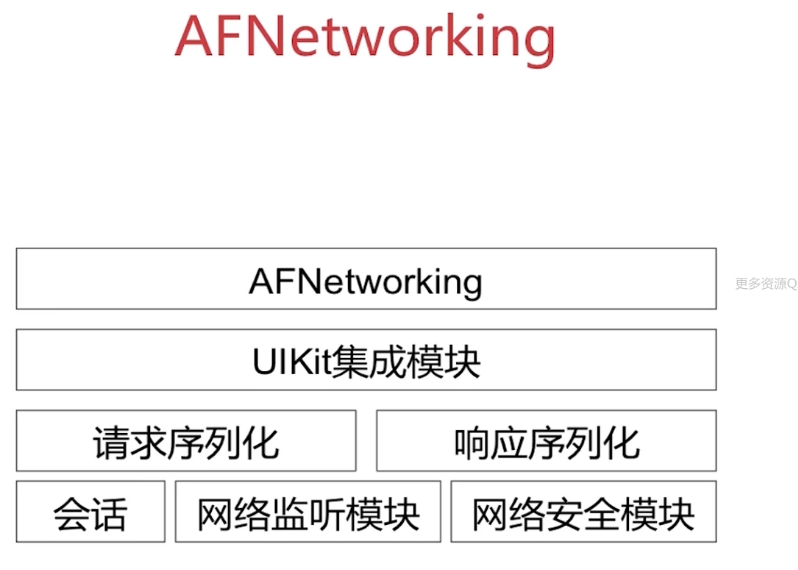 AFNetworking
AFNetworking
更多资源Q
UIKit集成模块
请求序列化 响应序列化
会话 网络监听模块 网络安全模块